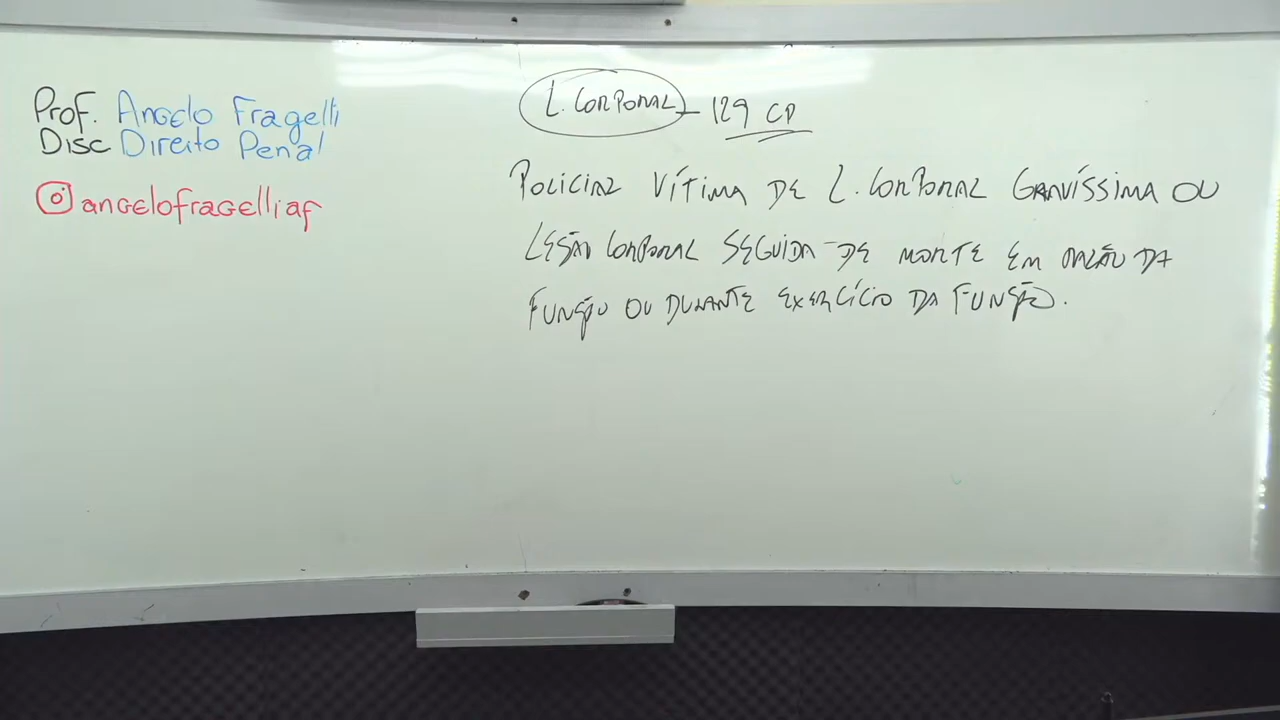 Prof. Angelo Fragelli
Disc Direito Penal
angelofragelliaf
L. CORPORAL - 129 CP
POLICIAL VÍTIMA DE L. CORPORAL GRAVÍSSIMA OU
LESÃO CORPORAL SEGUIDA DE MORTE EM RAZÃO DA
FUNÇÃO OU DURANTE EXERCÍCIO DA FUNÇÃO.